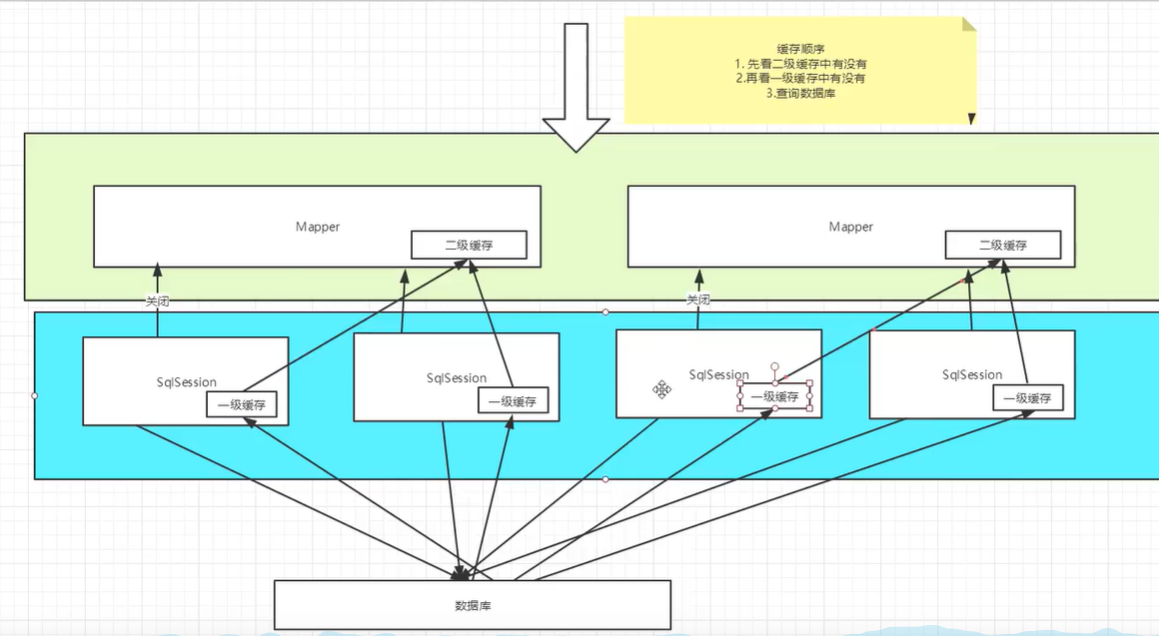 缓存顺序
1. 先看二级缓存中有没有
2.再看一级缓存中有没有
3.查询数据库
Mapper
二级缓存
Mapper
二级缓存
关闭
关闭
SqlSession
一级缓存
SqlSession
一级缓存
SqlSession
一级缓存
SqlSession
一级缓存
数据库